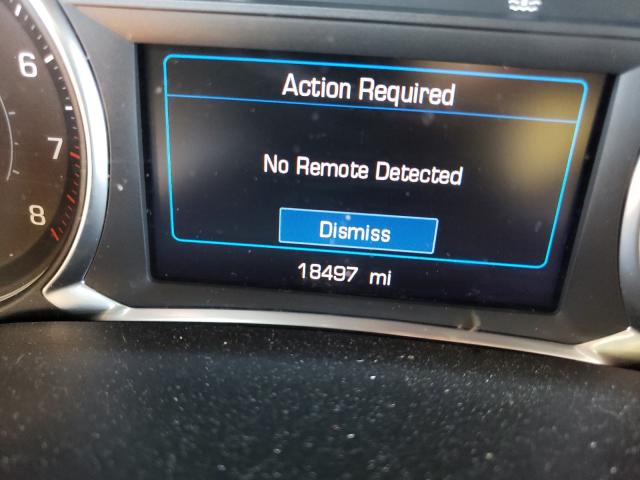 6
7
8
Action Required
No Remote Detected
Dismiss
18497 mi